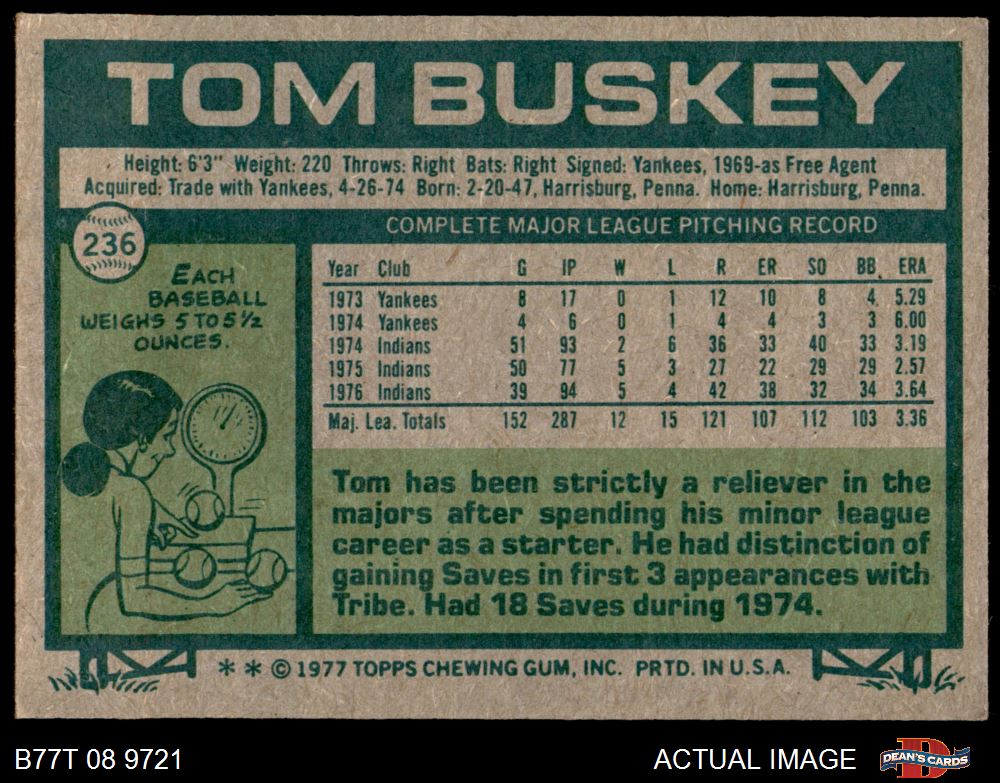 TOM BUSKEY
Height: 6'3" Weight: 220 Throws: Right Bats: Right Signed: Yankees, 1969-as Free Agent
Acquired: Trade with Yankees, 4-26-74 Born: 2-20-47, Harrisburg, Penna. Home: Harrisburg, Penna.
236
EACH
BASEBALL
WEIGHS 5 TO 5½
OUNCES.
COMPLETE MAJOR LEAGUE PITCHING RECORD
Year Club G IP W L R ER SO BB. ERA
1973 Yankees 8 17 0 1 12 10 8 4. 5.29
1974 Yankees 4 6 0 1 4 4 3 3 6.00
1974 Indians 51 93 2 6 36 33 40 33 3.19
1975 Indians 50 77 5 3 27 22 29 29 2.57
1976 Indians 39 94 5 4 42 38 32 34 3.64
Maj. Lea. Totals 152 287 12 15 121 107 112 103 3.36
Tom has been strictly a reliever in the
majors after spending his minor league
career as a starter. He had distinction of
gaining Saves in first 3 appearances with
Tribe. Had 18 Saves during 1974.
* * © 1977 TOPPS CHEWING GUM, INC. PRTD. IN U.S.A.
B77T 08 9721
ACTUAL IMAGE
D
DEAN'S CARDS